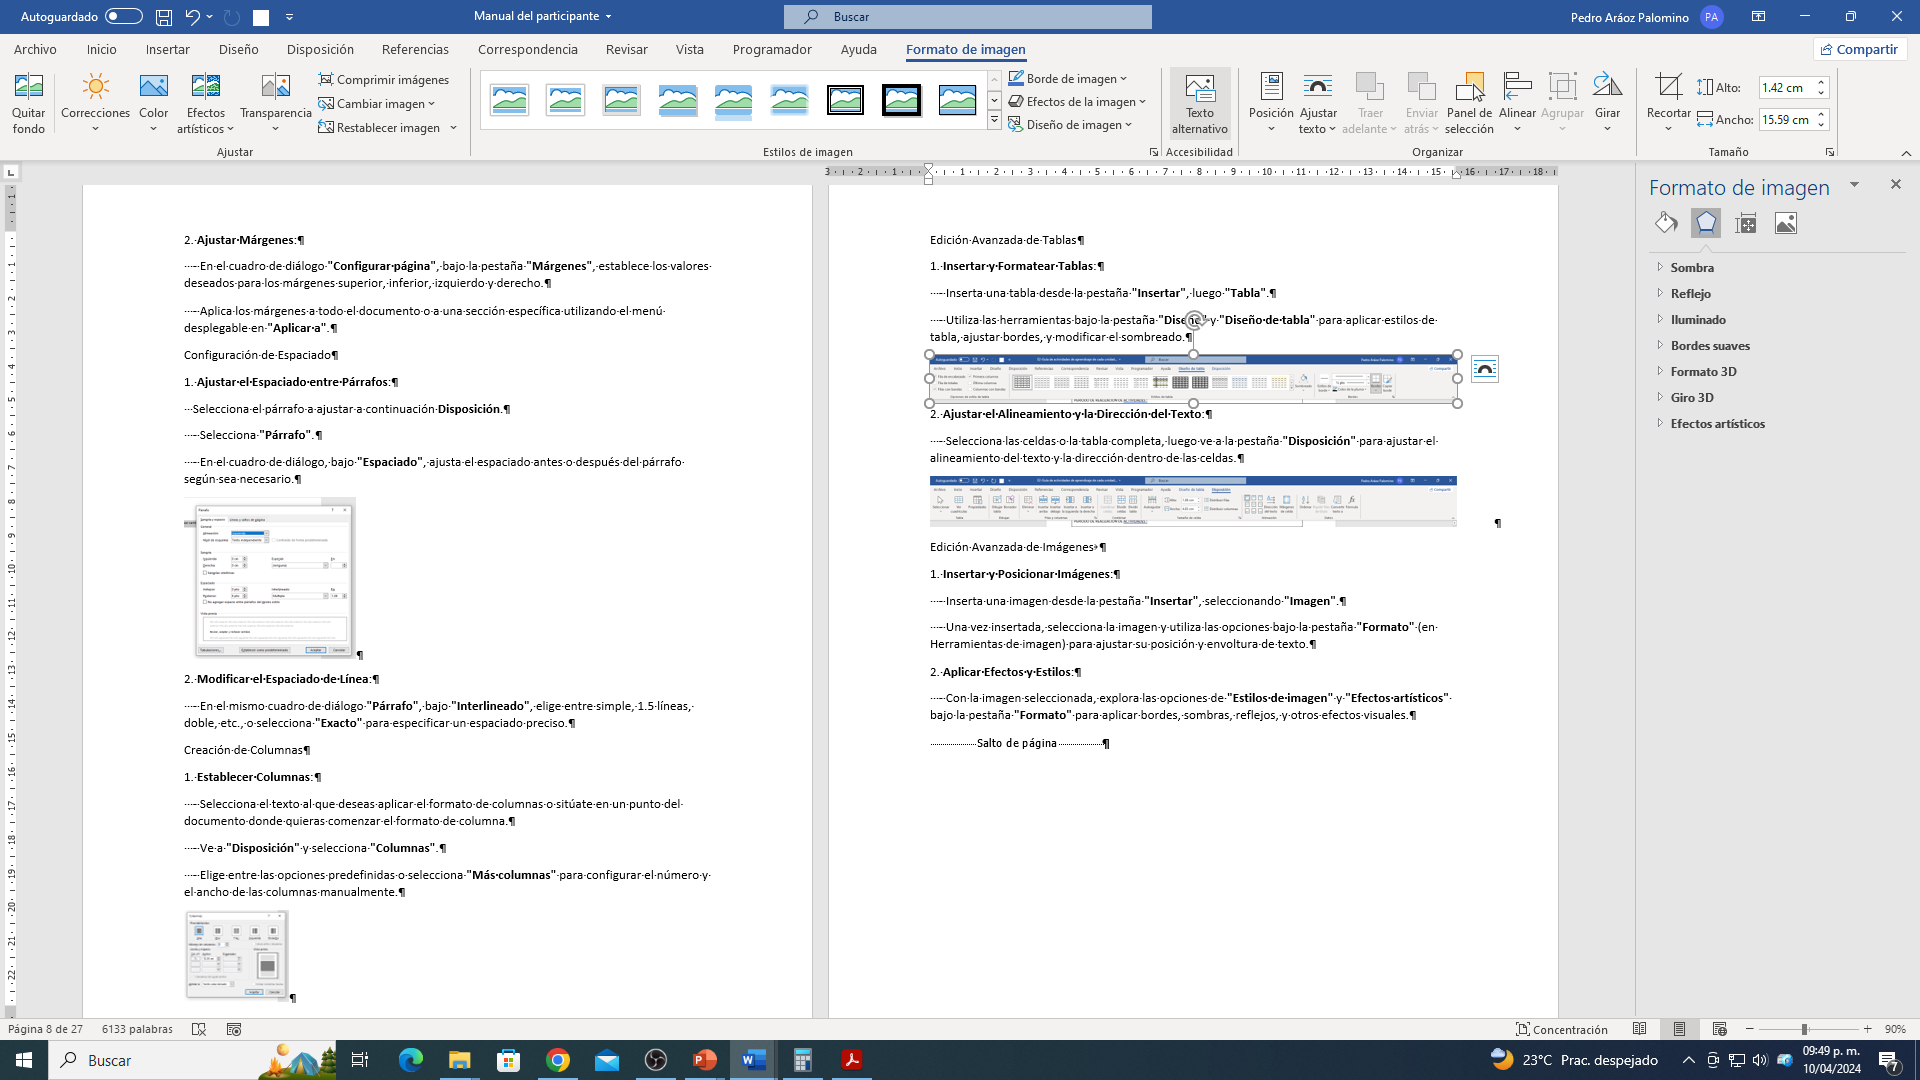 Autoguardado
Manual del participante
Buscar
Pedro Aráoz Palomino
PA
Archivo
Inicio
Insertar
Diseño
Disposición
Referencias
Correspondencia
Revisar
Vista
Programador
Ayuda
Formato de imagen
Compartir
Quitar fondo
Correcciones
Color
Efectos artísticos
Transparencia
Comprimir imágenes
Cambiar imagen
Restablecer imagen
Ajustar
Estilos de imagen
Borde de imagen
Efectos de la imagen
Diseño de imagen
Texto alternativo
Accesibilidad
Posición
Ajustar texto
Traer adelante
Enviar atrás
Panel de selección
Alinear
Agrupar
Girar
Organizar
Recortar
Alto: 1.42 cm
Ancho: 15.59 cm
Tamaño
2. Ajustar Márgenes:¶
- En el cuadro de diálogo "Configurar página", bajo la pestaña "Márgenes", establece los valores
deseados para los márgenes superior, inferior, izquierdo y derecho.¶
- Aplica los márgenes a todo el documento o a una sección específica utilizando el menú
desplegable en "Aplicar a".¶
Configuración de Espaciado¶
1. Ajustar el Espaciado entre Párrafos:¶
Selecciona el párrafo a ajustar a continuación Disposición.¶
- Selecciona "Párrafo".¶
- En el cuadro de diálogo, bajo "Espaciado", ajusta el espaciado antes o después del párrafo
según sea necesario.¶
¶
2. Modificar el Espaciado de Línea:¶
- En el mismo cuadro de diálogo "Párrafo", bajo "Interlineado", elige entre simple, 1.5 líneas,
doble, etc., o selecciona "Exacto" para especificar un espaciado preciso.¶
Creación de Columnas¶
1. Establecer Columnas:¶
- Selecciona el texto al que deseas aplicar el formato de columnas o sitúate en un punto del
documento donde quieras comenzar el formato de columna.¶
- Ve a "Disposición" y selecciona "Columnas".¶
- Elige entre las opciones predefinidas o selecciona "Más columnas" para configurar el número y
el ancho de las columnas manualmente.¶
¶
Edición Avanzada de Tablas¶
1. Insertar y Formatear Tablas:¶
- Inserta una tabla desde la pestaña "Insertar", luego "Tabla".¶
- Utiliza las herramientas bajo la pestaña "Diseño" y "Diseño de tabla" para aplicar estilos de
tabla, ajustar bordes, y modificar el sombreado.¶
2. Ajustar el Alineamiento y la Dirección del Texto:¶
- Selecciona las celdas o la tabla completa, luego ve a la pestaña "Disposición" para ajustar el
alineamiento del texto y la dirección dentro de las celdas.¶
¶
Edición Avanzada de Imágenes¶
1. Insertar y Posicionar Imágenes:¶
- Inserta una imagen desde la pestaña "Insertar", seleccionando "Imagen".¶
- Una vez insertada, selecciona la imagen y utiliza las opciones bajo la pestaña "Formato" (en
Herramientas de imagen) para ajustar su posición y envoltura de texto.¶
2. Aplicar Efectos y Estilos:¶
- Con la imagen seleccionada, explora las opciones de "Estilos de imagen" y "Efectos artísticos"
bajo la pestaña "Formato" para aplicar bordes, sombras, reflejos, y otros efectos visuales.¶
Salto de página¶
Formato de imagen
Sombra
Reflejo
Iluminado
Bordes suaves
Formato 3D
Giro 3D
Efectos artísticos
Página 8 de 27
6133 palabras
Concentración
90%
Buscar
23°C Prac. despejado
09:49 p. m.
10/04/2024
7